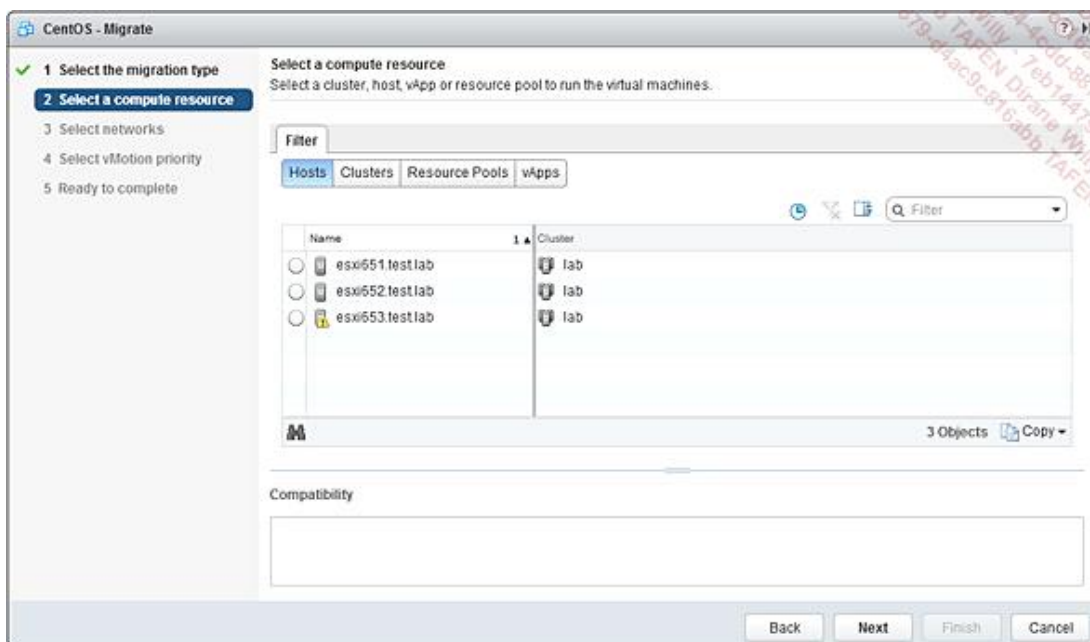 CentOS - Migrate
1 Select the migration type
2 Select a compute resource
3 Select networks
4 Select vMotion priority
5 Ready to complete
Select a compute resource
Select a cluster, host, vApp or resource pool to run the virtual machines.
Filter
Hosts Clusters Resource Pools vApps
Filter
Name 1 Cluster
esxi651.test.lab lab
esxi652.test.lab lab
esxi653.test.lab lab
3 Objects Copy
Compatibility
Back Next Finish Cancel